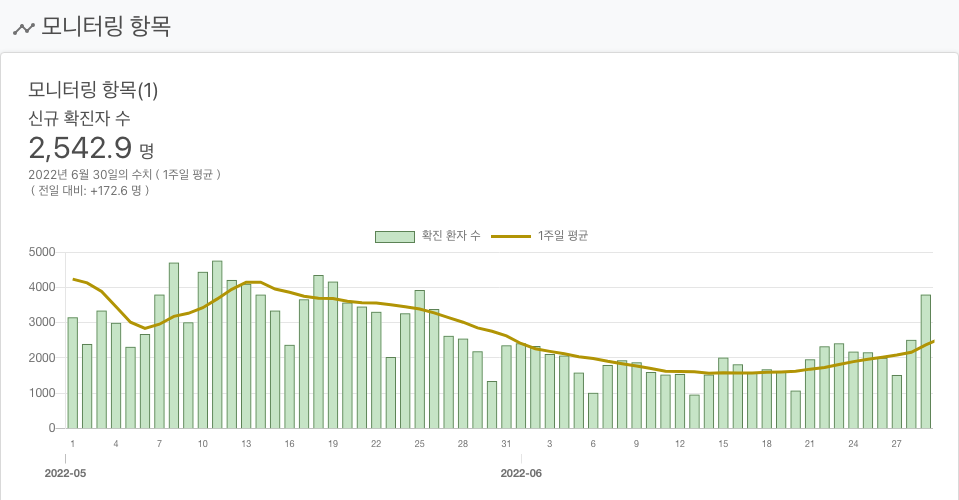 모니터링 항목
모니터링 항목(1)
신규 확진자 수
2,542.9 명
2022년 6월 30일의 수치 ( 1주일 평균 )
( 전일 대비: +172.6 명 )
확진 환자 수 1주일 평균
5000
4000
3000
2000
1000
0
1 4 7 10 13 16 19 22 25 28 31 3 6 9 12 15 18 21 24 27
2022-05 2022-06